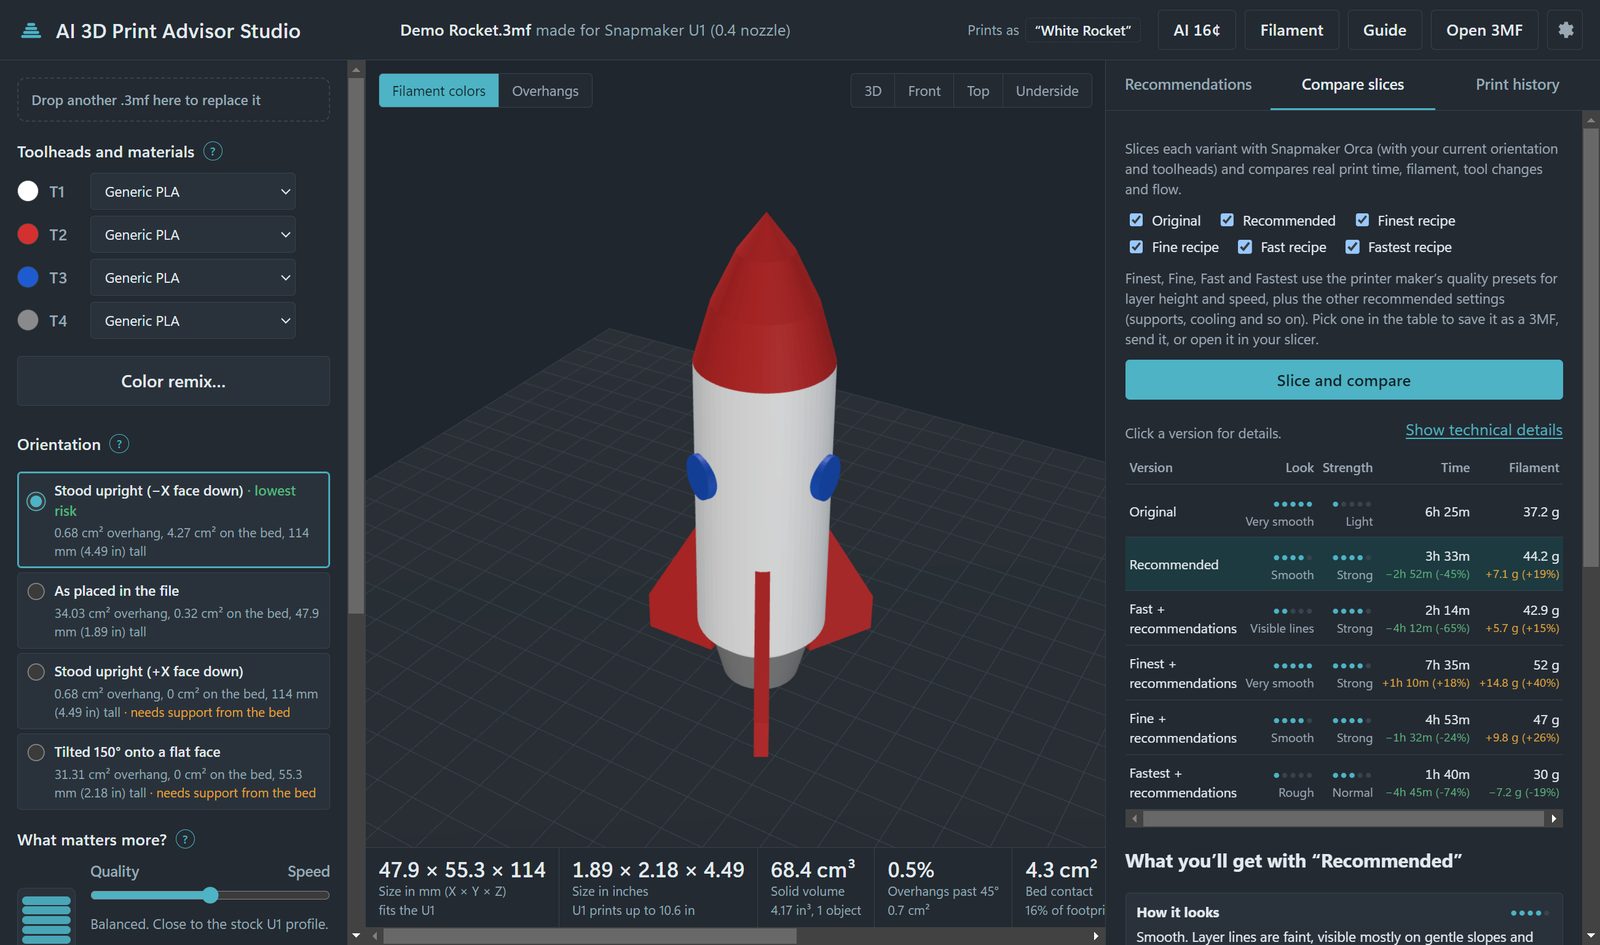 AI 3D Print Advisor Studio
Demo Rocket.3mf made for Snapmaker U1 (0.4 nozzle)
Prints as "White Rocket"
AI 16¢
Filament
Guide
Open 3MF
Drop another .3mf here to replace it
Toolheads and materials ?
T1 Generic PLA
T2 Generic PLA
T3 Generic PLA
T4 Generic PLA
Color remix...
Orientation ?
Stood upright (−X face down) · lowest
risk
0.68 cm² overhang, 4.27 cm² on the bed, 114
mm (4.49 in) tall
As placed in the file
34.03 cm² overhang, 0.32 cm² on the bed, 47.9
mm (1.89 in) tall
Stood upright (+X face down)
0.68 cm² overhang, 0 cm² on the bed, 114 mm
(4.49 in) tall · needs support from the bed
Tilted 150° onto a flat face
31.31 cm² overhang, 0 cm² on the bed, 55.3
mm (2.18 in) tall · needs support from the bed
What matters more? ?
Quality Speed
Balanced. Close to the stock U1 profile.
Filament colors
Overhangs
3D
Front
Top
Underside
47.9 × 55.3 × 114
Size in mm (X × Y × Z)
fits the U1
1.89 × 2.18 × 4.49
Size in inches
U1 prints up to 10.6 in
68.4 cm³
Solid volume
4.17 in³, 1 object
0.5%
Overhangs past 45°
0.7 cm²
4.3 cm²
Bed contact
16% of footpri
Recommendations
Compare slices
Print history
Slices each variant with Snapmaker Orca (with your current orientation
and toolheads) and compares real print time, filament, tool changes
and flow.
Original
Recommended
Finest recipe
Fine recipe
Fast recipe
Fastest recipe
Finest, Fine, Fast and Fastest use the printer maker's quality presets for
layer height and speed, plus the other recommended settings
(supports, cooling and so on). Pick one in the table to save it as a 3MF,
send it, or open it in your slicer.
Slice and compare
Click a version for details.
Show technical details
Version Look Strength Time Filament
Original 6h 25m 37.2 g
Very smooth Light
Recommended 3h 33m 44.2 g
Smooth Strong −2h 52m (-45%) +7.1 g (+19%)
Fast + 2h 14m 42.9 g
recommendations Visible lines Strong −4h 12m (-65%) +5.7 g (+15%)
Finest + 7h 35m 52 g
recommendations Very smooth Strong +1h 10m (+18%) +14.8 g (+40%)
Fine + 4h 53m 47 g
recommendations Smooth Strong −1h 32m (-24%) +9.8 g (+26%)
Fastest + 1h 40m 30 g
recommendations Rough Normal −4h 45m (-74%) −7.2 g (-19%)
What you'll get with "Recommended"
How it looks
Smooth. Layer lines are faint, visible mostly on gentle slopes and